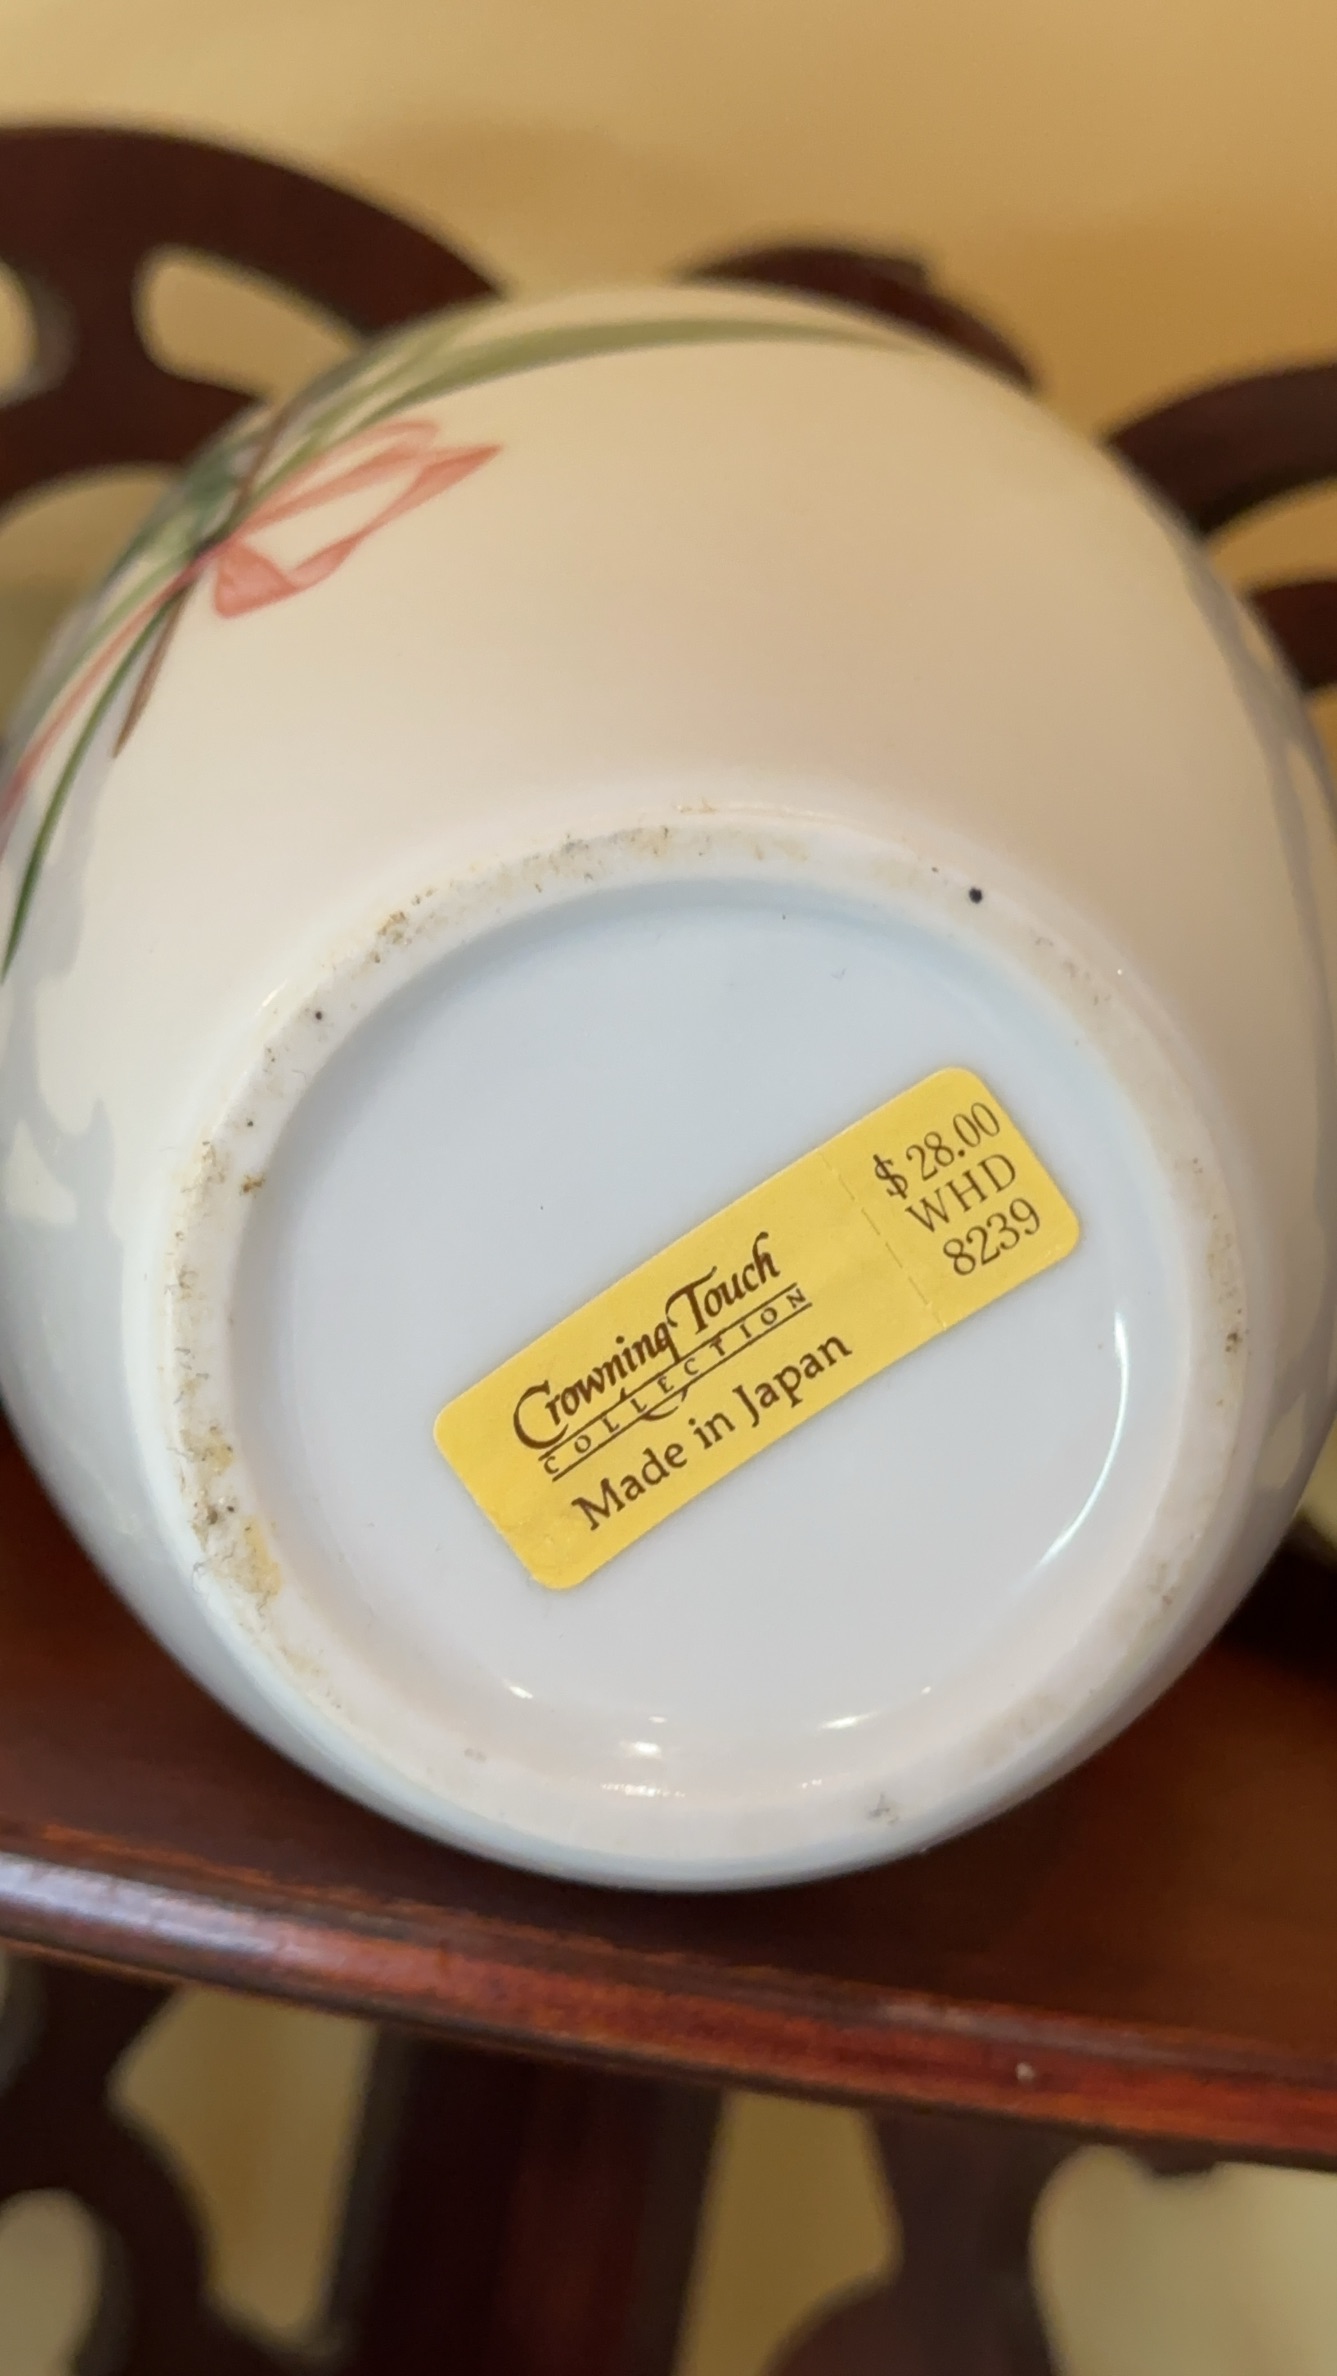 Crowning Touch
COLLECTION
Made in Japan
$ 28.00
WHD
8239